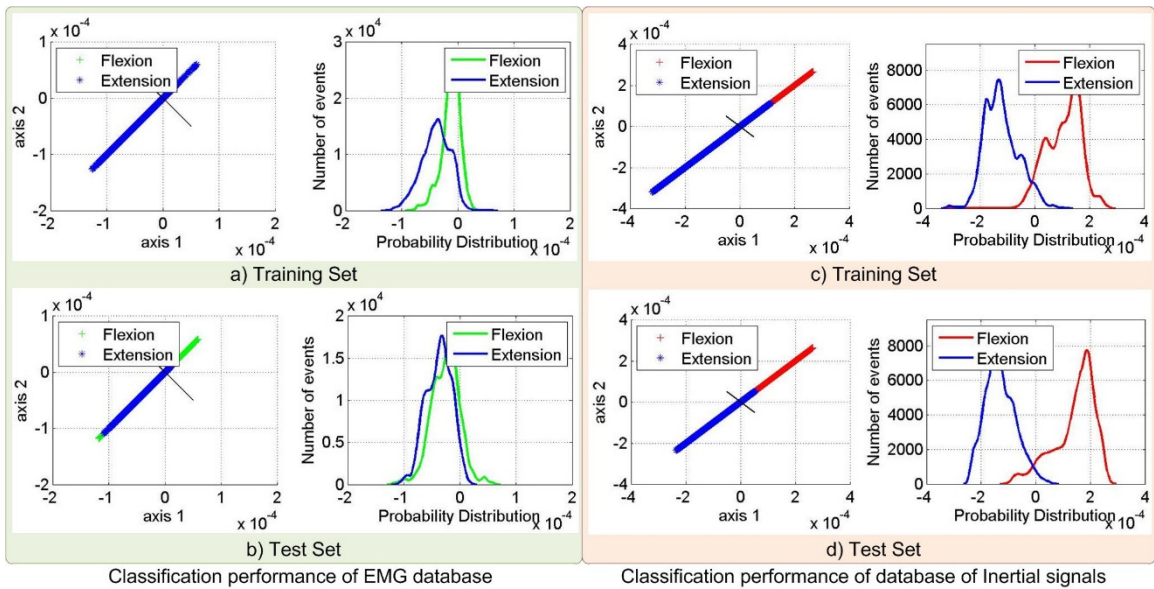 x 10⁻⁴
1
0
-1
-2
axis 2
Flexion
Extension
-2 -1 0 1 2
axis 1
x 10⁻⁴
x 10⁴
3
2
1
0
Number of events
Flexion
Extension
-2 -1 0 1 2
Probability Distribution
x 10⁻⁴
a) Training Set
x 10⁻⁴
1
0
-1
-2
axis 2
Flexion
Extension
-2 -1 0 1 2
axis 1
x 10⁻⁴
x 10⁴
2
1.5
1
0.5
0
Number of events
Flexion
Extension
-2 -1 0 1 2
Probability Distribution
x 10⁻⁴
b) Test Set
Classification performance of EMG database
x 10⁻⁴
4
2
0
-2
-4
axis 2
Flexion
Extension
-4 -2 0 2 4
axis 1
x 10⁻⁴
8000
6000
4000
2000
0
Number of events
Flexion
Extension
-4 -2 0 2 4
Probability Distribution
x 10⁻⁴
c) Training Set
x 10⁻⁴
4
2
0
-2
-4
axis 2
Flexion
Extension
-4 -2 0 2 4
axis 1
x 10⁻⁴
8000
6000
4000
2000
0
Number of events
Flexion
Extension
-4 -2 0 2 4
Probability Distribution
x 10⁻⁴
d) Test Set
Classification performance of database of Inertial signals